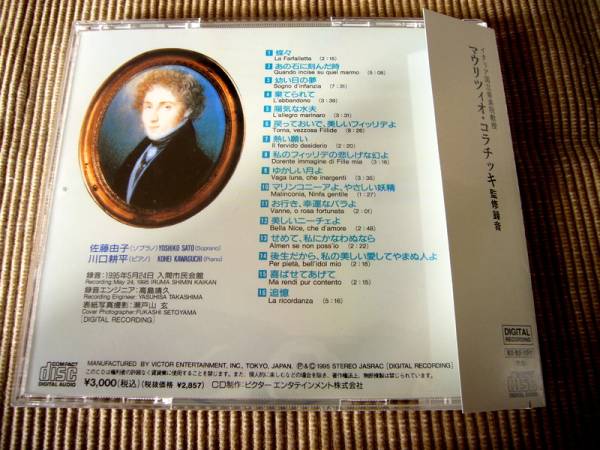 1 蝶々
La Farfalletta (2:15)
2 あの石に刻んだ時
Quando incise su quel marmo (5:08)
3 幼い日の夢
Sogno d'infanzia (7:31)
4 棄てられて
L'abbandono (3:36)
5 陽気な水夫
L'allegro marinaro (3:31)
6 戻っておいで、美しいフィッリデよ
Torna, vezzosa Fillide (8:26)
7 熱い願い
Il fervido desiderio (2:20)
8 私のフィッリデの悲しげな幻よ
Dorente immagine di Fille mia (3:16)
9 ゆかしい月よ
Vaga luna, che inargenti (3:35)
10 マリンコニーアよ、やさしい妖精
Malinconia, Ninfa gentile (1:27)
11 お行き、幸運なバラよ
Vanne, o rosa fortunata (2:01)
12 美しいニーチェよ
Bella Nice, che d'amore (2:48)
13 せめて、私にかなわぬなら
Almen se non poss'io (2:22)
14 後生だから、私の美しい愛してやまぬ人よ
Per pietà, bell'idol mio (3:16)
15 喜ばせてあげて
Ma rendi pur contento (2:15)
16 追憶
La ricordanza (5:16)
佐藤由子(ソプラノ) YOSHIKO SATO (Soprano)
川口耕平(ピアノ) KOHEI KAWAGUCHI (Piano)
録音:1995年5月24日 入間市民会館
Recording:May 24, 1995 IRUMA SHIMIN KAIKAN
録音エンジニア:高島靖久
Recording Engineer: YASUHISA TAKASHIMA
表紙写真撮影:瀬戸山 玄
Cover Photographer:FUKASHI SETOYAMA
[DIGITAL RECORDING]
MANUFACTURED BY VICTOR ENTERTAINMENT, INC., TOKYO, JAPAN. Ⓟ&© 1995 STEREO JASRAC [DIGITAL RECORDING]
¥3,000(税込) (税抜価格 ¥2,857) CD制作:ビクター エンタテインメント株式会社
COMPACT
disc
DIGITAL AUDIO
マウリツィオ・コラチッキ監修録音
DIGITAL
RECORDING